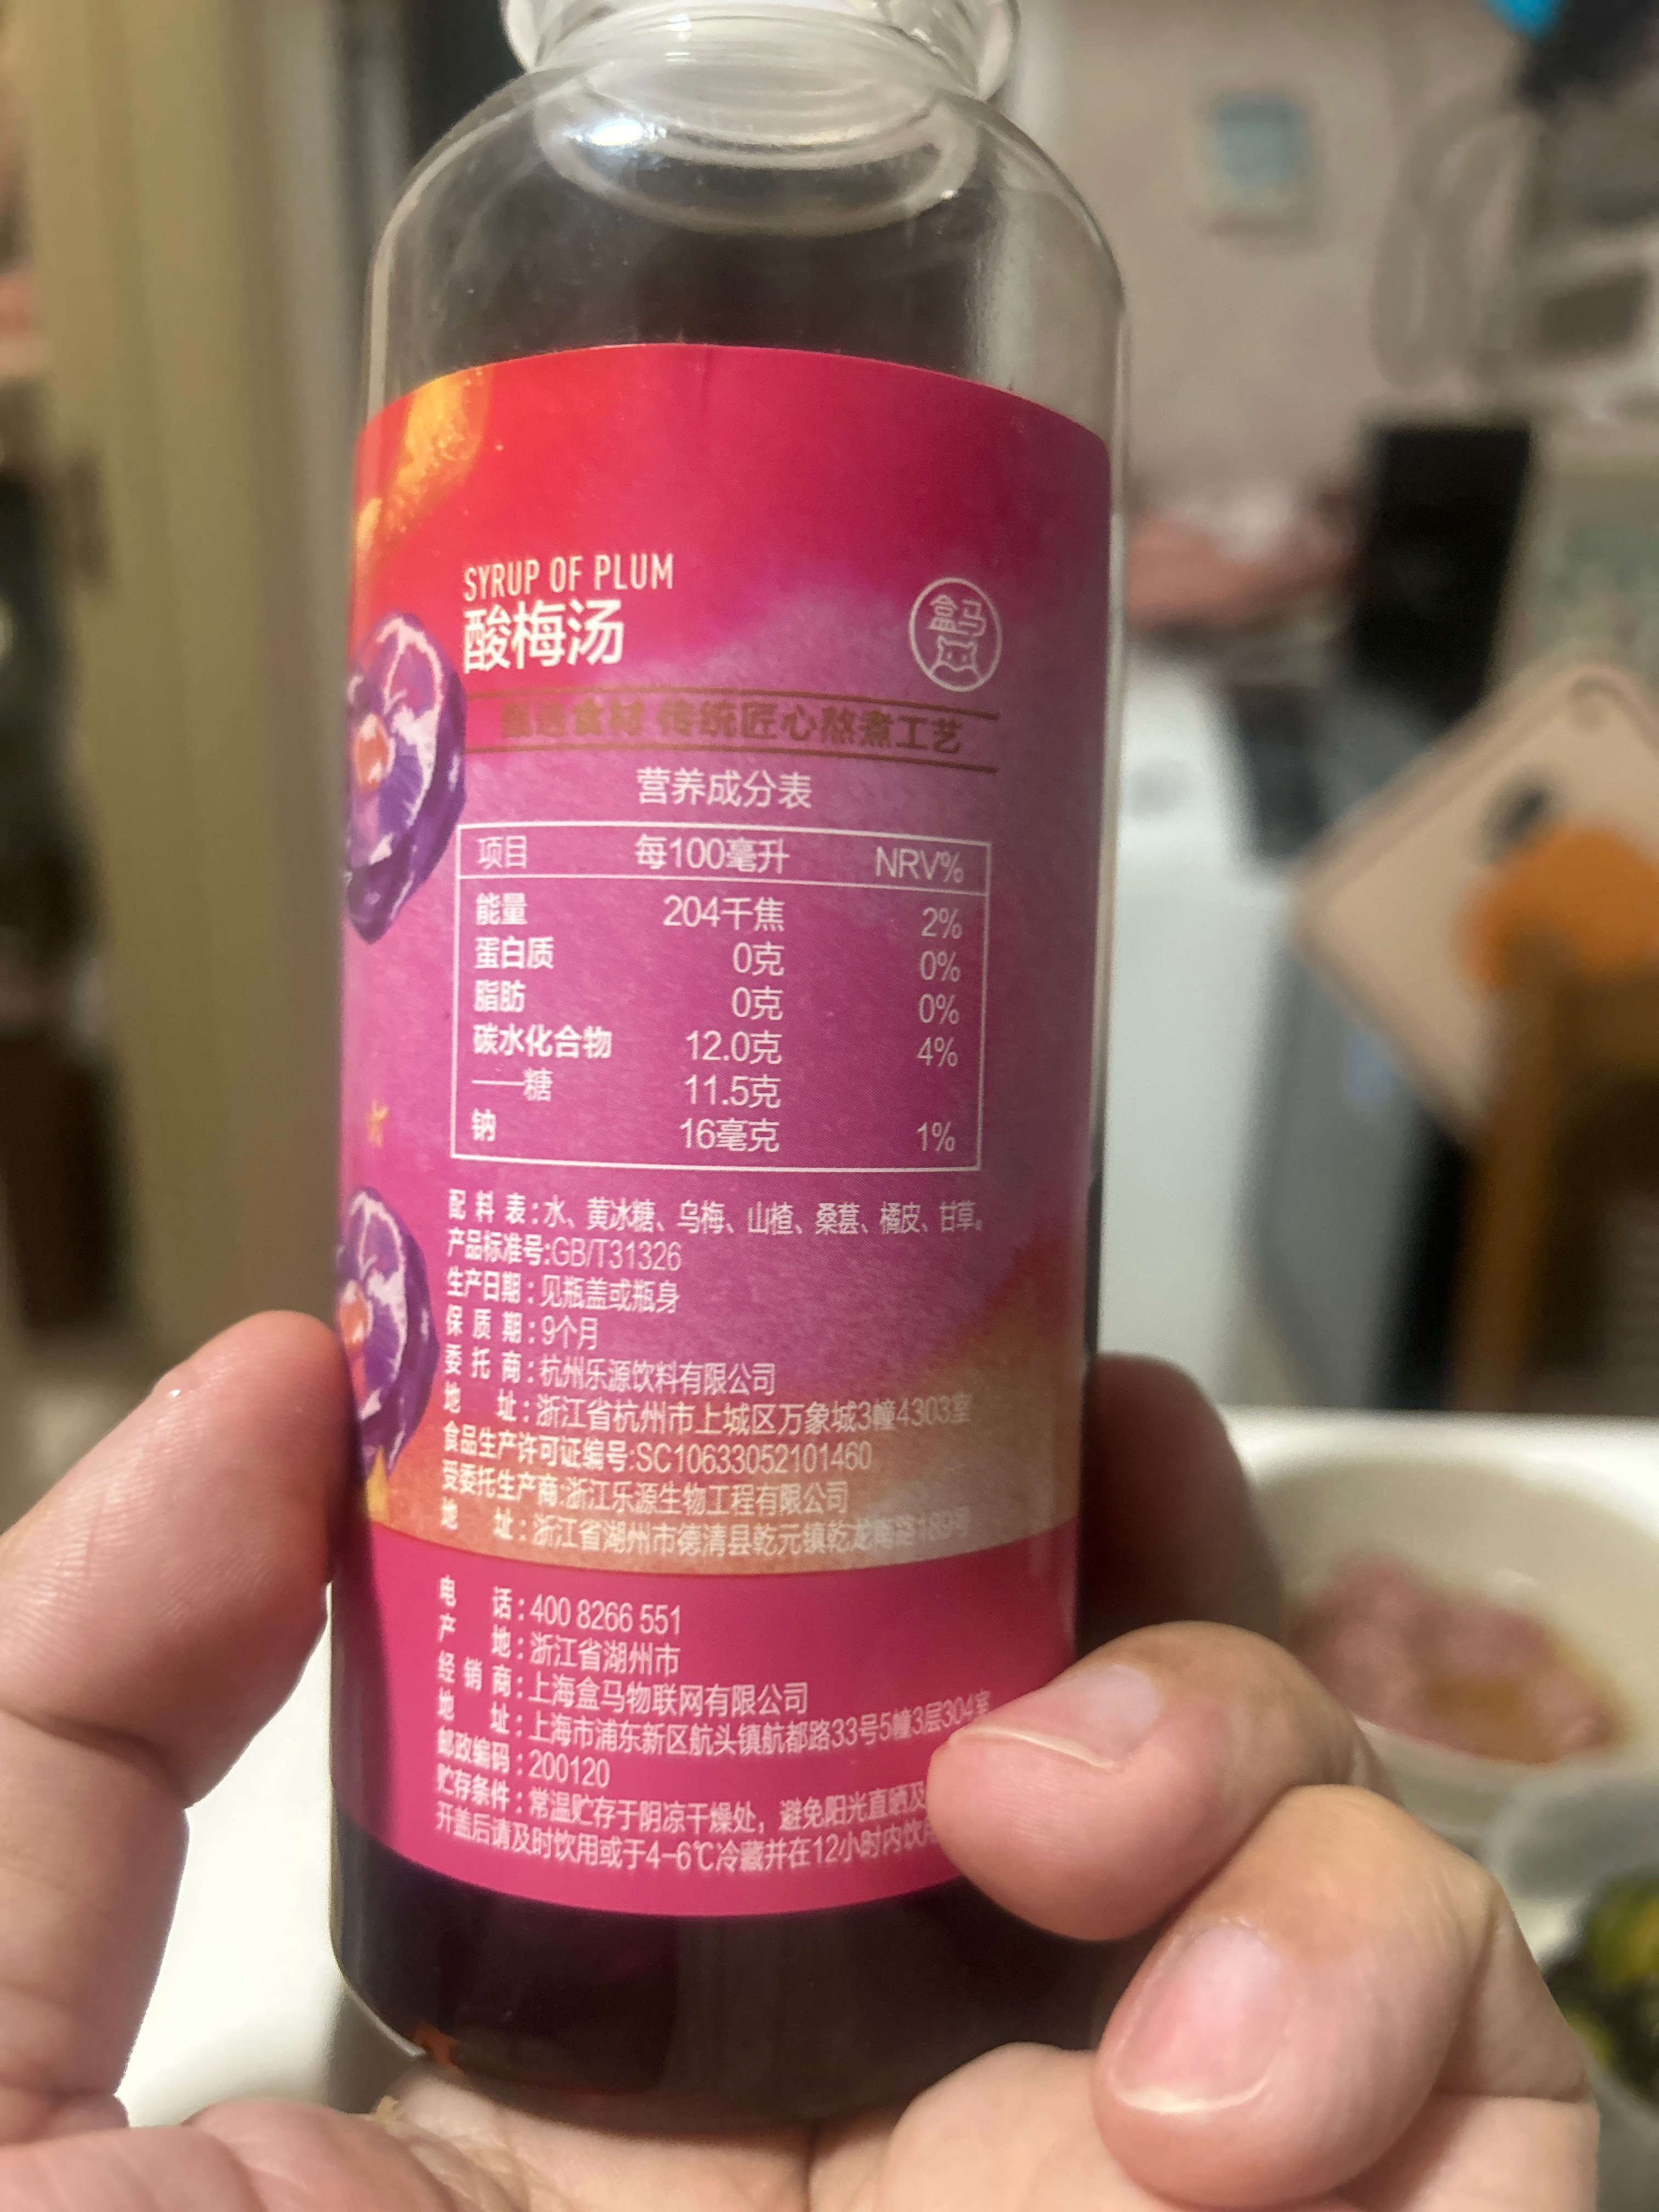 SYRUP OF PLUM
酸梅汤
盒马
甄选食材 传统匠心熬煮工艺
营养成分表
项目 每100毫升 NRV%
能量 204千焦 2%
蛋白质 0克 0%
脂肪 0克 0%
碳水化合物 12.0克 4%
——糖 11.5克
钠 16毫克 1%
配料表:水、黄冰糖、乌梅、山楂、桑葚、橘皮、甘草。
产品标准号:GB/T31326
生产日期:见瓶盖或瓶身
保质期:9个月
委托商:杭州乐源饮料有限公司
地址:浙江省杭州市上城区万象城3幢4303室
食品生产许可证编号:SC10633052101460
受委托生产商:浙江乐源生物工程有限公司
地址:浙江省湖州市德清县乾元镇乾龙南路189号
电话:400 8266 551
产地:浙江省湖州市
经销商:上海盒马物联网有限公司
地址:上海市浦东新区航头镇航都路33号5幢3层304室
邮政编码:200120
贮存条件:常温贮存于阴凉干燥处，避免阳光直晒及
开盖后请及时饮用或于4-6℃冷藏并在12小时内饮